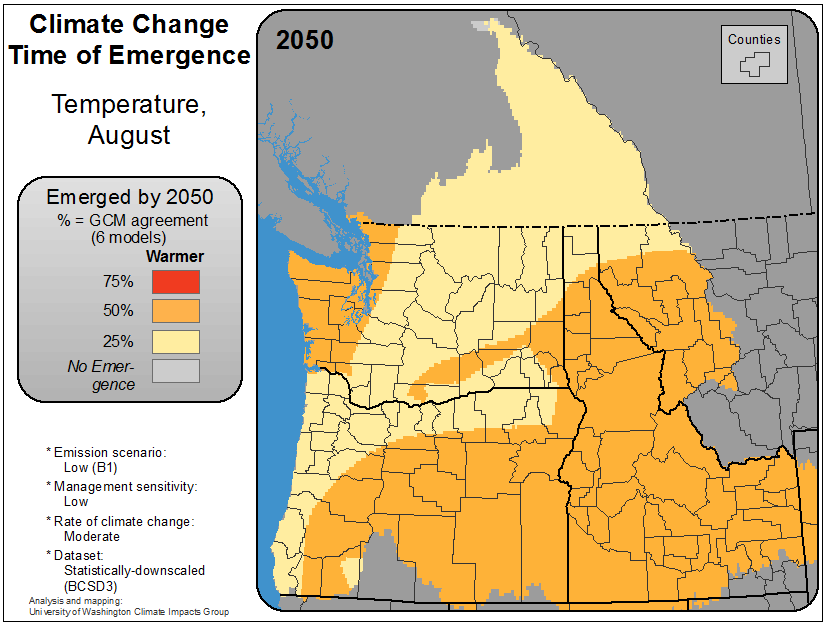 Climate Change
Time of Emergence
Temperature,
August
Emerged by 2050
% = GCM agreement
(6 models)
Warmer
75%
50%
25%
No Emer-
gence
* Emission scenario:
Low (B1)
* Management sensitivity:
Low
* Rate of climate change:
Moderate
* Dataset:
Statistically-downscaled
(BCSD3)
Analysis and mapping:
University of Washington Climate Impacts Group
2050
Counties